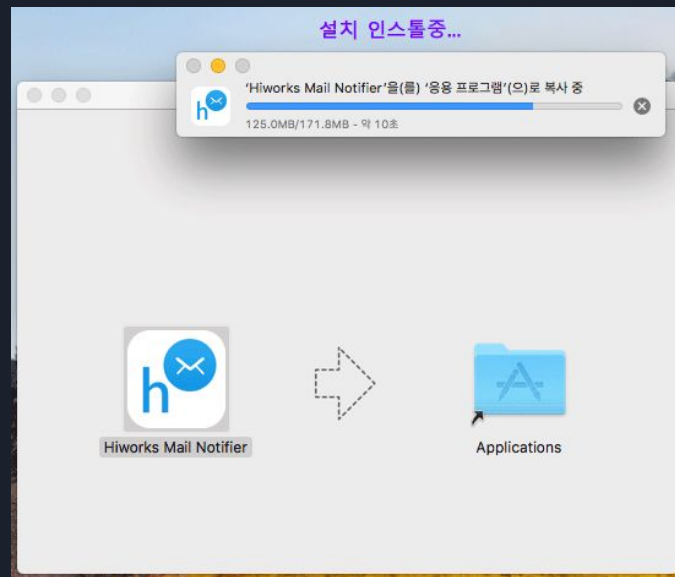 설치 인스톨중...
'Hiworks Mail Notifier'을(를) '응용 프로그램'(으)로 복사 중
125.0MB/171.8MB - 약 10초
h
Hiworks Mail Notifier
Applications